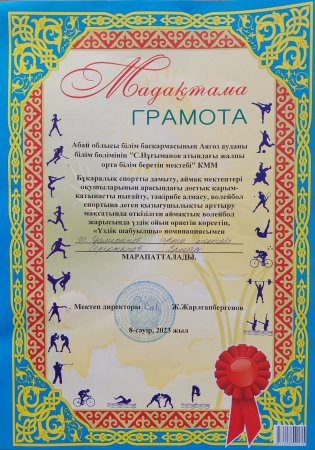 Мадақтама
ГРАМОТА
Абай облысы білім басқармасының Аягөз ауданы
білім бөлімінің "С.Нұғыманов атындағы жалпы
орта білім беретін мектебі" КММ
Бұқаралық спортты дамыту, аймақ мектептері
оқушыларының арасындағы достық қарым-
қатынасты нығайту, тәжірибе алмасу, волейбол
спортына деген қызығушылықты арттыру
мақсатында өткізілген аймақтық волейбол
жарысында үздік ойын өрнегін көрсетіп,
"Үздік шабуылшы" номинациясымен
МАРАПАТТАЛАДЫ.
Мектеп директоры Ж.Жарлғанбергенов
8-сәуір, 2023 жыл